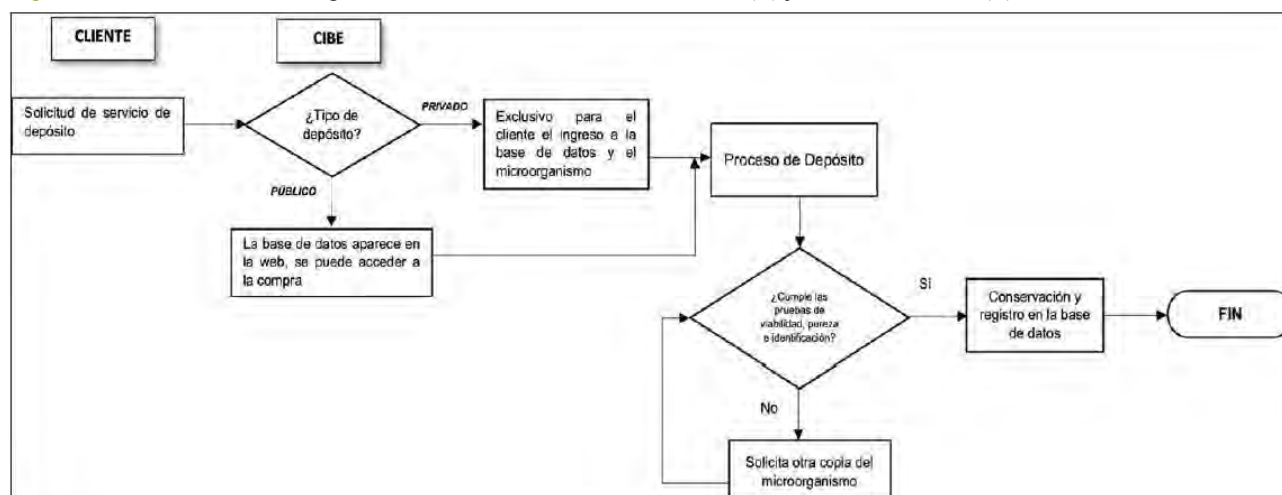 CLIENTE
CIBE
Solicitud de servicio de
depósito
¿Tipo de
depósito?
PRIVADO
Exclusivo para el
cliente el ingreso a la
base de datos y el
microorganismo
Proceso de Depósito
PÚBLICO
La base de datos aparece en
la web, se puede acceder a
la compra
¿Cumple las
pruebas de
viabilidad, pureza
e identificación?
Sí
Conservación y
registro en la base
de datos
FIN
No
Solicita otra copia del
microorganismo